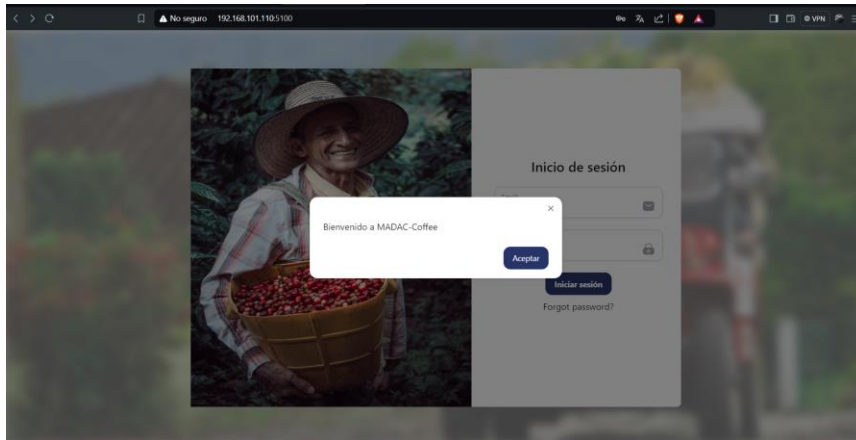 No seguro 192.168.101.110:5100
VPN
Inicio de sesión
Bienvenido a MADAC-Coffee
Aceptar
Iniciar sesión
Forgot password?